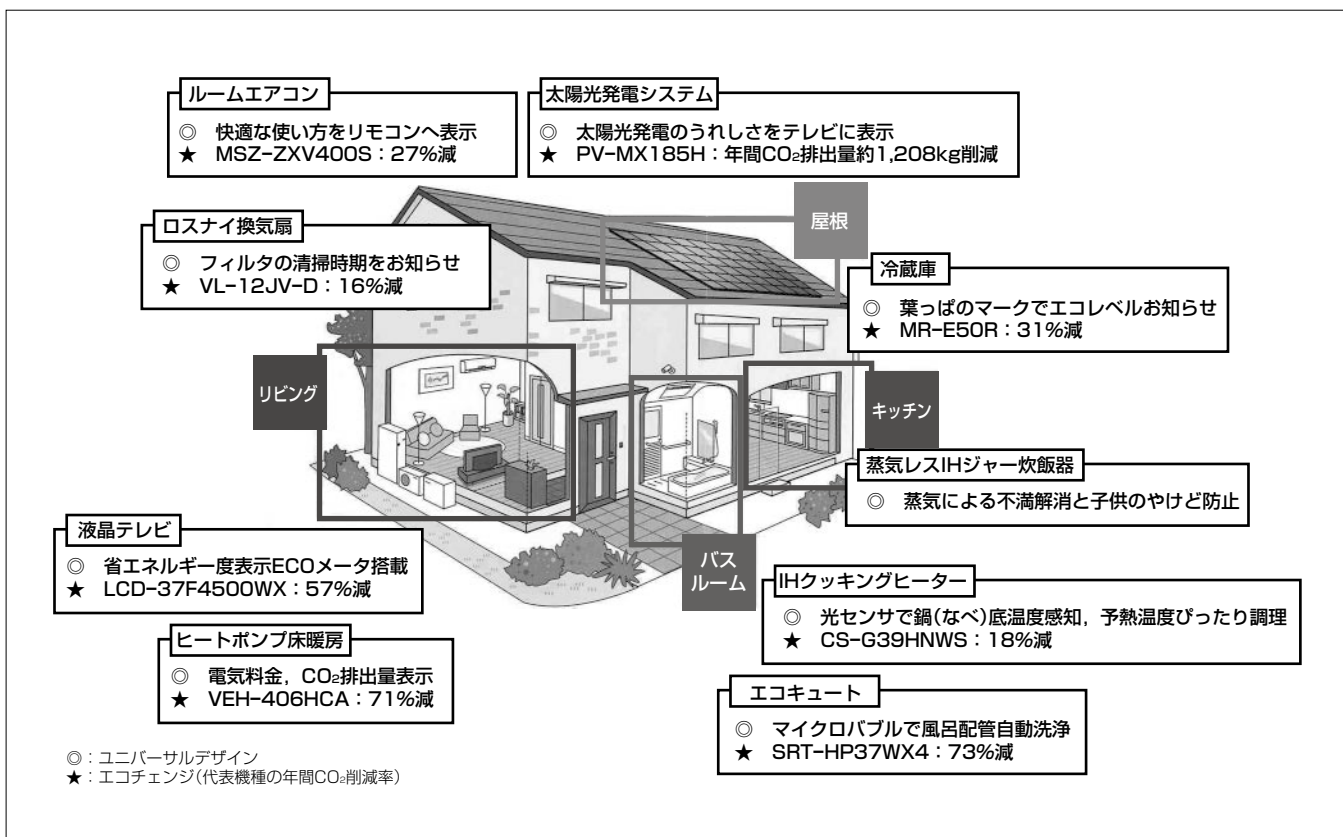 ルームエアコン
◎ 快適な使い方をリモコンへ表示
★ MSZ-ZXV400S：27%減
太陽光発電システム
◎ 太陽光発電のうれしさをテレビに表示
★ PV-MX185H：年間CO₂排出量約1,208kg削減
屋根
ロスナイ換気扇
◎ フィルタの清掃時期をお知らせ
★ VL-12JV-D：16%減
冷蔵庫
◎ 葉っぱのマークでエコレベルお知らせ
★ MR-E50R：31%減
リビング
キッチン
蒸気レスIHジャー炊飯器
◎ 蒸気による不満解消と子供のやけど防止
液晶テレビ
◎ 省エネルギー度表示ECOメータ搭載
★ LCD-37F4500WX：57%減
バス
ルーム
IHクッキングヒーター
◎ 光センサで鍋(なべ)底温度感知，予熱温度ぴったり調理
★ CS-G39HNWS：18%減
ヒートポンプ床暖房
◎ 電気料金，CO₂排出量表示
★ VEH-406HCA：71%減
エコキュート
◎ マイクロバブルで風呂配管自動洗浄
★ SRT-HP37WX4：73%減
◎：ユニバーサルデザイン
★：エコチェンジ(代表機種の年間CO₂削減率)